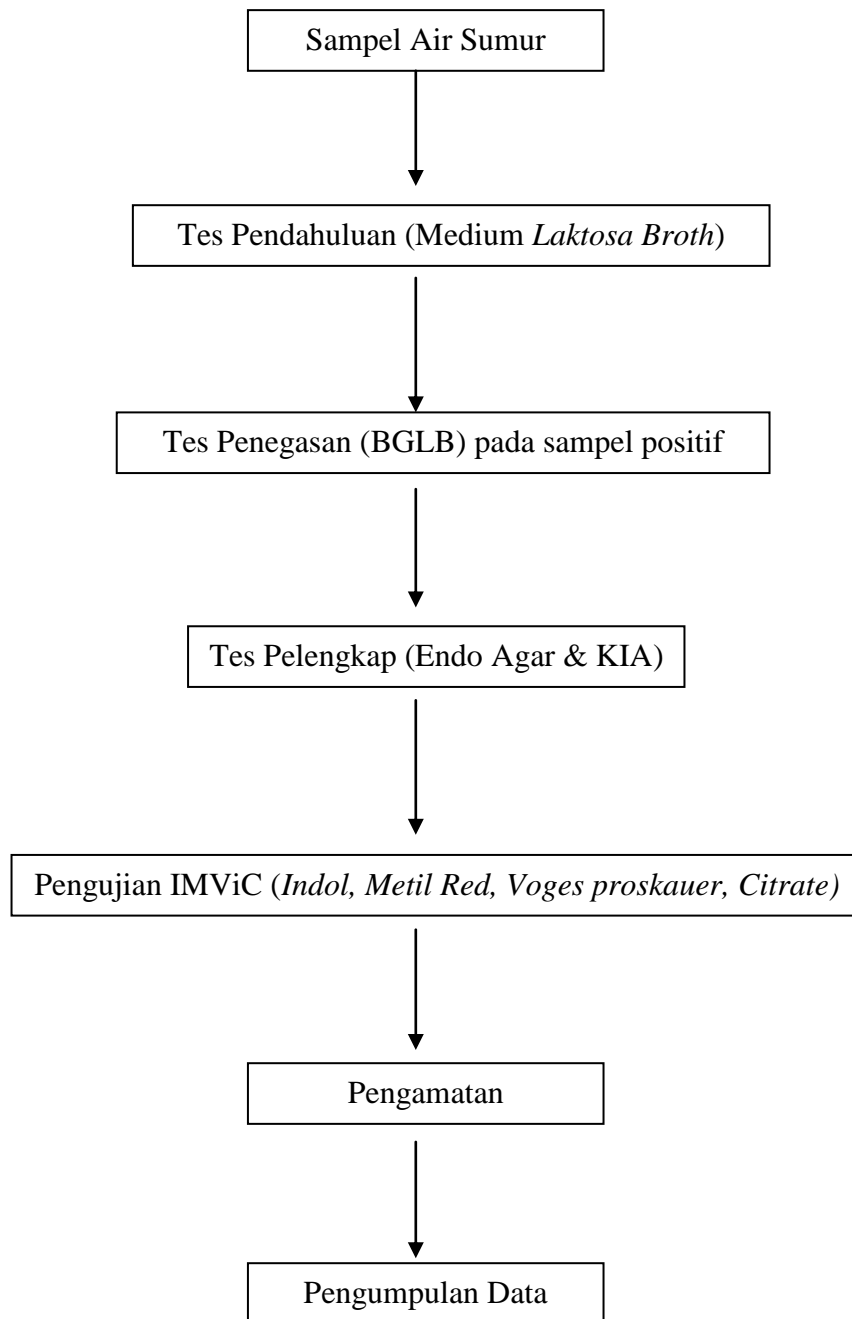 Sampel Air Sumur
Tes Pendahuluan (Medium Laktosa Broth)
Tes Penegasan (BGLB) pada sampel positif
Tes Pelengkap (Endo Agar & KIA)
Pengujian IMViC (Indol, Metil Red, Voges proskauer, Citrate)
Pengamatan
Pengumpulan Data